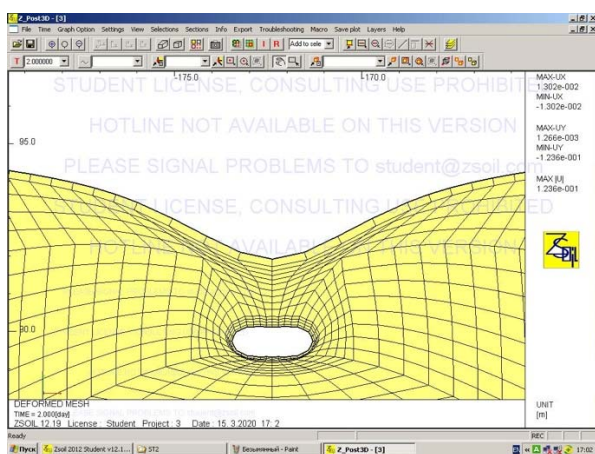 Z_Post3D - [3]
File Time Graph Option Settings View Selections Sections Info Export Troubleshooting Macro Save plot Layers Help
I R Add to sele
T 2.000000
175.0 170.0
STUDENT LICENSE, CONSULTING USE PROHIBITED
HOTLINE NOT AVAILABLE ON THIS VERSION
PLEASE SIGNAL PROBLEMS TO student@zsoil.com
STUDENT LICENSE, CONSULTING USE PROHIBITED
HOTLINE NOT AVAILABLE ON THIS VERSION
95.0
90.0
MAX-UX
1.302e-002
MIN-UX
-1.302e-002
MAX-UY
1.266e-003
MIN-UY
-1.236e-001
MAX |U|
1.236e-001
ZSoil
UNIT
[m]
DEFORMED MESH
TIME = 2.000[day]
ZSOIL 12.19 License : Student Project : 3 Date : 15. 3.2020 17: 2
Ready REC
Пуск Zsoil 2012 Student v12.1... ST2 Безымянный - Paint Z_Post3D - [3] 17:02